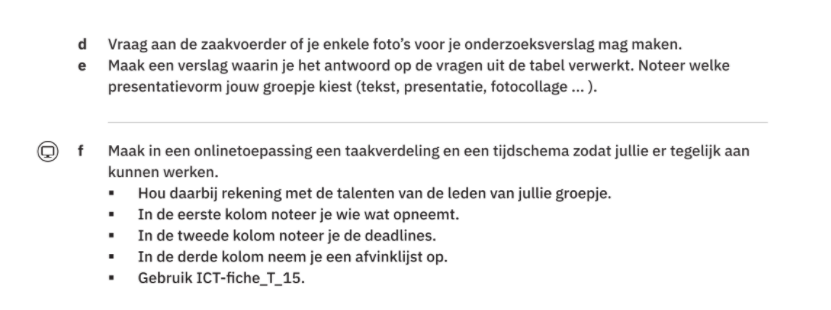 d Vraag aan de zaakvoerder of je enkele foto's voor je onderzoeksverslag mag maken.
e Maak een verslag waarin je het antwoord op de vragen uit de tabel verwerkt. Noteer welke
presentatievorm jouw groepje kiest (tekst, presentatie, fotocollage ... ).
f Maak in een onlinetoepassing een taakverdeling en een tijdschema zodat jullie er tegelijk aan
kunnen werken.
▪ Hou daarbij rekening met de talenten van de leden van jullie groepje.
▪ In de eerste kolom noteer je wie wat opneemt.
▪ In de tweede kolom noteer je de deadlines.
▪ In de derde kolom neem je een afvinklijst op.
▪ Gebruik ICT-fiche_T_15.